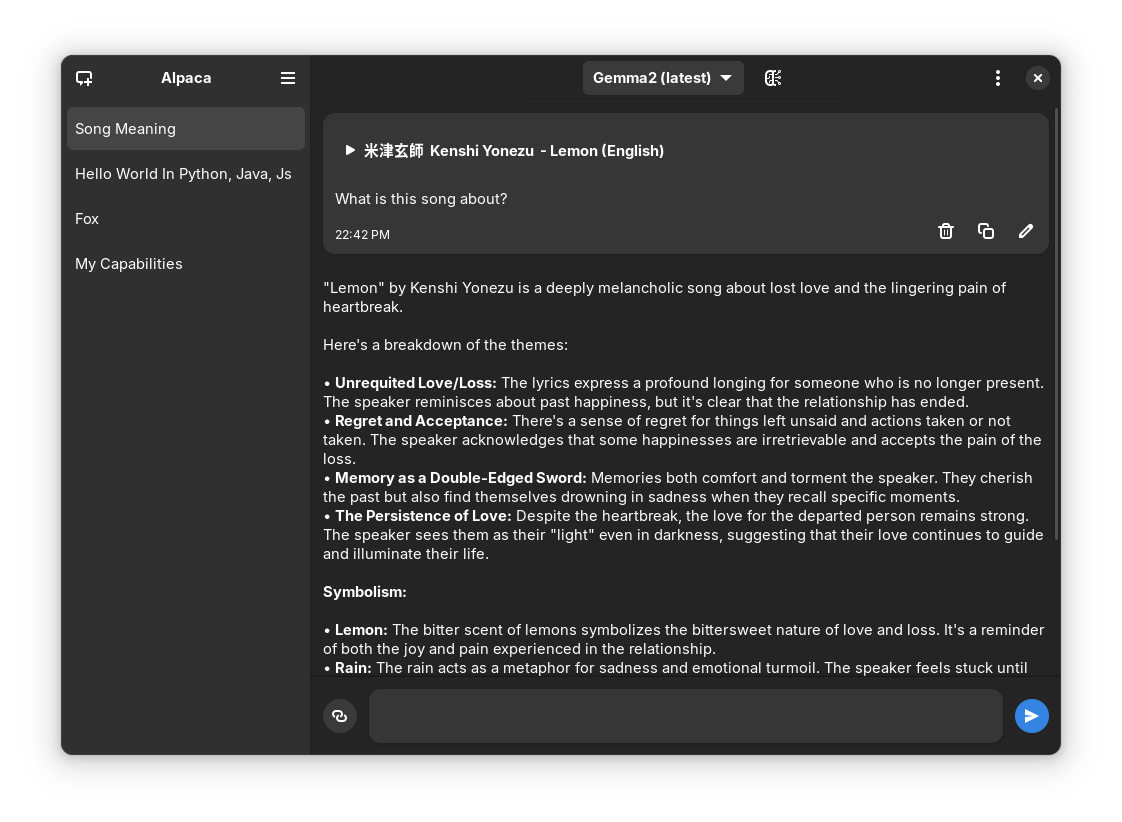 Alpaca
Song Meaning
Hello World In Python, Java, Js
Fox
My Capabilities
Gemma2 (latest)
米津玄師 Kenshi Yonezu - Lemon (English)
What is this song about?
22:42 PM
"Lemon" by Kenshi Yonezu is a deeply melancholic song about lost love and the lingering pain of
heartbreak.
Here's a breakdown of the themes:
• Unrequited Love/Loss: The lyrics express a profound longing for someone who is no longer present.
The speaker reminisces about past happiness, but it's clear that the relationship has ended.
• Regret and Acceptance: There's a sense of regret for things left unsaid and actions taken or not
taken. The speaker acknowledges that some happinesses are irretrievable and accepts the pain of the
loss.
• Memory as a Double-Edged Sword: Memories both comfort and torment the speaker. They cherish
the past but also find themselves drowning in sadness when they recall specific moments.
• The Persistence of Love: Despite the heartbreak, the love for the departed person remains strong.
The speaker sees them as their "light" even in darkness, suggesting that their love continues to guide
and illuminate their life.
Symbolism:
• Lemon: The bitter scent of lemons symbolizes the bittersweet nature of love and loss. It's a reminder
of both the joy and pain experienced in the relationship.
• Rain: The rain acts as a metaphor for sadness and emotional turmoil. The speaker feels stuck until